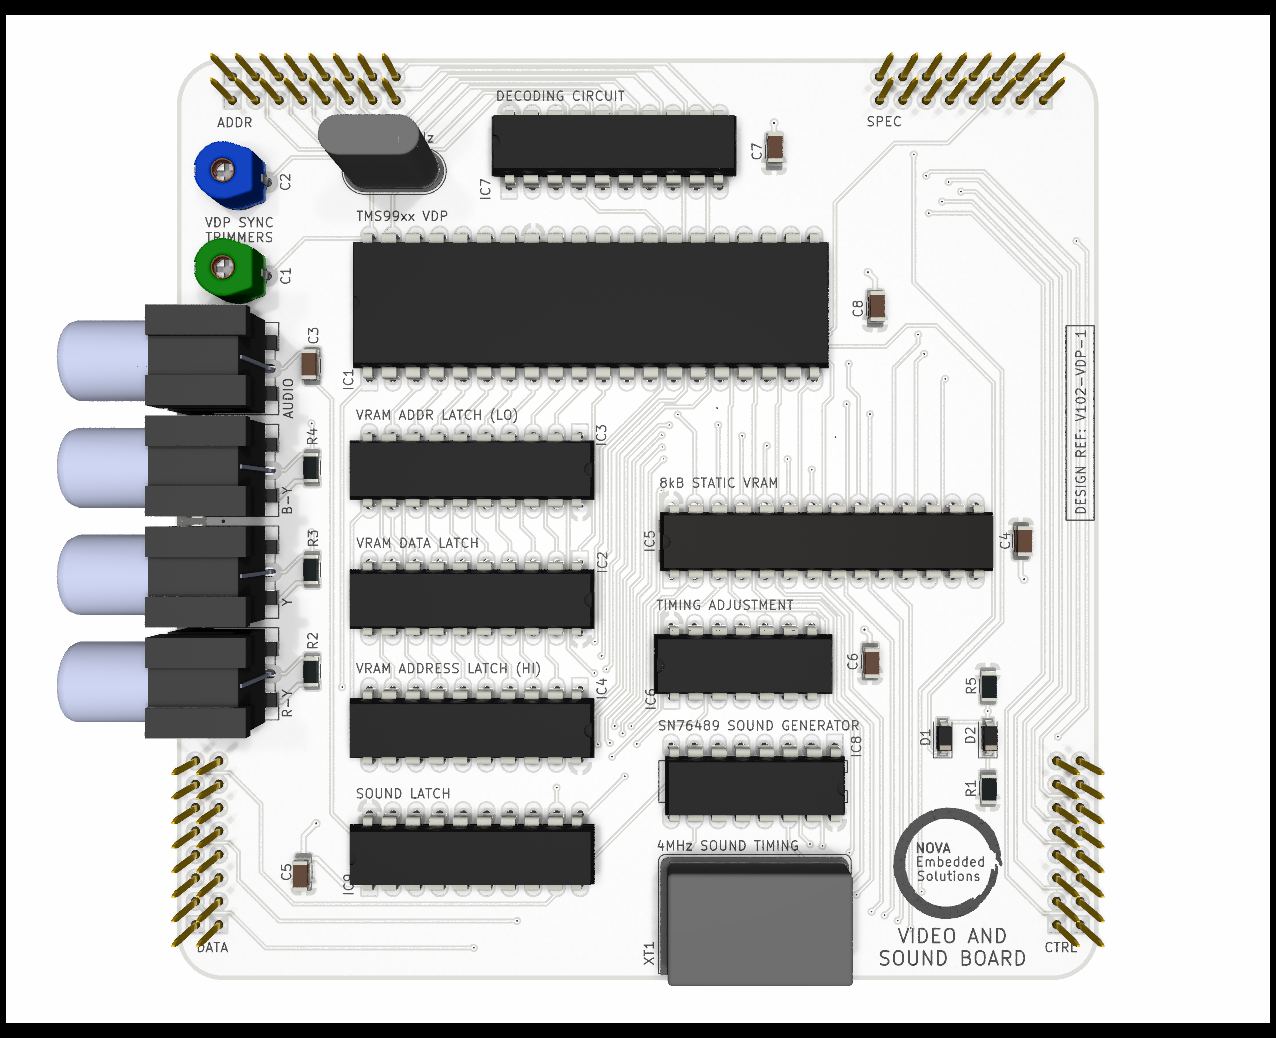 DECODING CIRCUIT
ADDR
SPEC
C7
IC7
C2
TMS99xx VDP
VDP SYNC
TRIMMERS
C1
C8
C3
IC1
AUDIO
VRAM ADDR LATCH (LO)
IC3
R4
B-Y
8kB STATIC VRAM
IC5
C4
DESIGN REF: V102-VDP-1
VRAM DATA LATCH
IC2
R3
Y
TIMING ADJUSTMENT
IC6
C6
VRAM ADDRESS LATCH (HI)
IC4
R2
R-Y
R5
SN76489 SOUND GENERATOR
IC8
D1
D2
R1
SOUND LATCH
IC9
C5
4MHz SOUND TIMING
XT1
NOVA
Embedded
Solutions
VIDEO AND
SOUND BOARD
DATA
CTRL